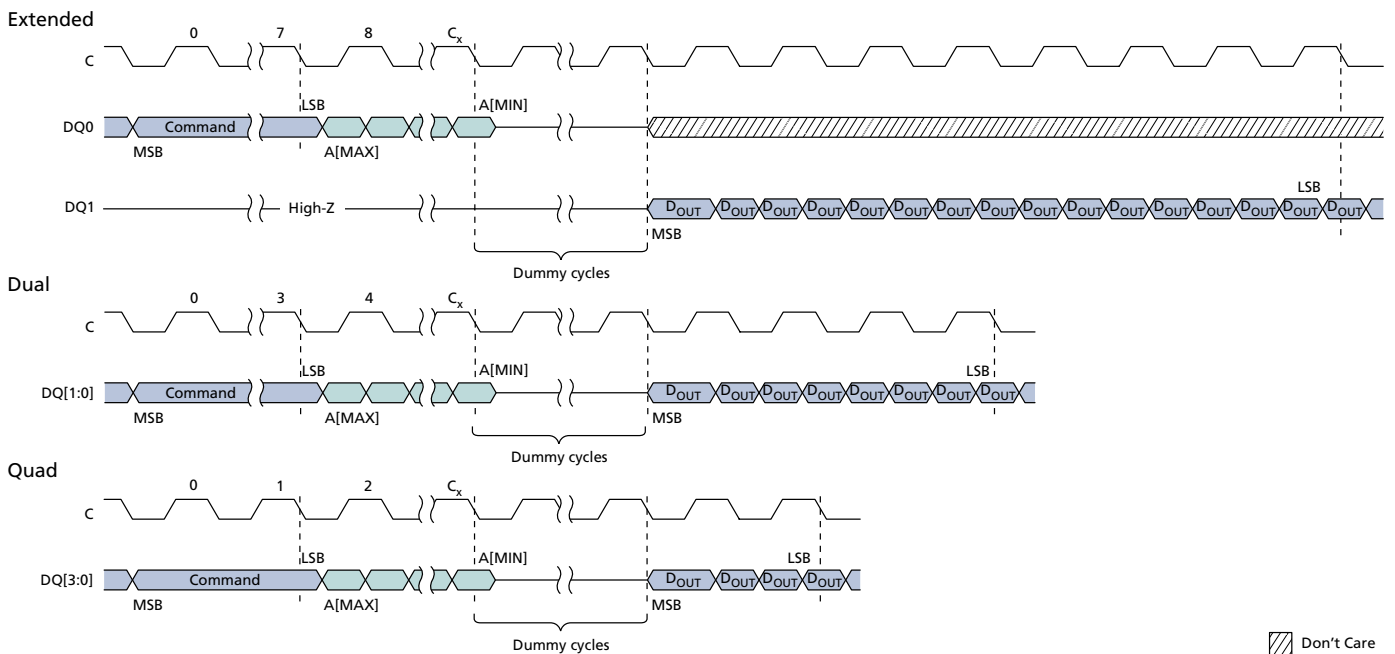 Extended
0 7 8 Cx
C
LSB A[MIN]
DQ0 Command
MSB A[MAX]
LSB
DQ1 High-Z DOUT DOUT DOUT DOUT DOUT DOUT DOUT DOUT DOUT DOUT DOUT DOUT DOUT DOUT DOUT DOUT
MSB
Dummy cycles
Dual
0 3 4 Cx
C
LSB A[MIN] LSB
DQ[1:0] Command DOUT DOUT DOUT DOUT DOUT DOUT DOUT DOUT
MSB A[MAX] MSB
Dummy cycles
Quad
0 1 2 Cx
C
LSB A[MIN] LSB
DQ[3:0] Command DOUT DOUT DOUT DOUT
MSB A[MAX] MSB
Dummy cycles
Don't Care